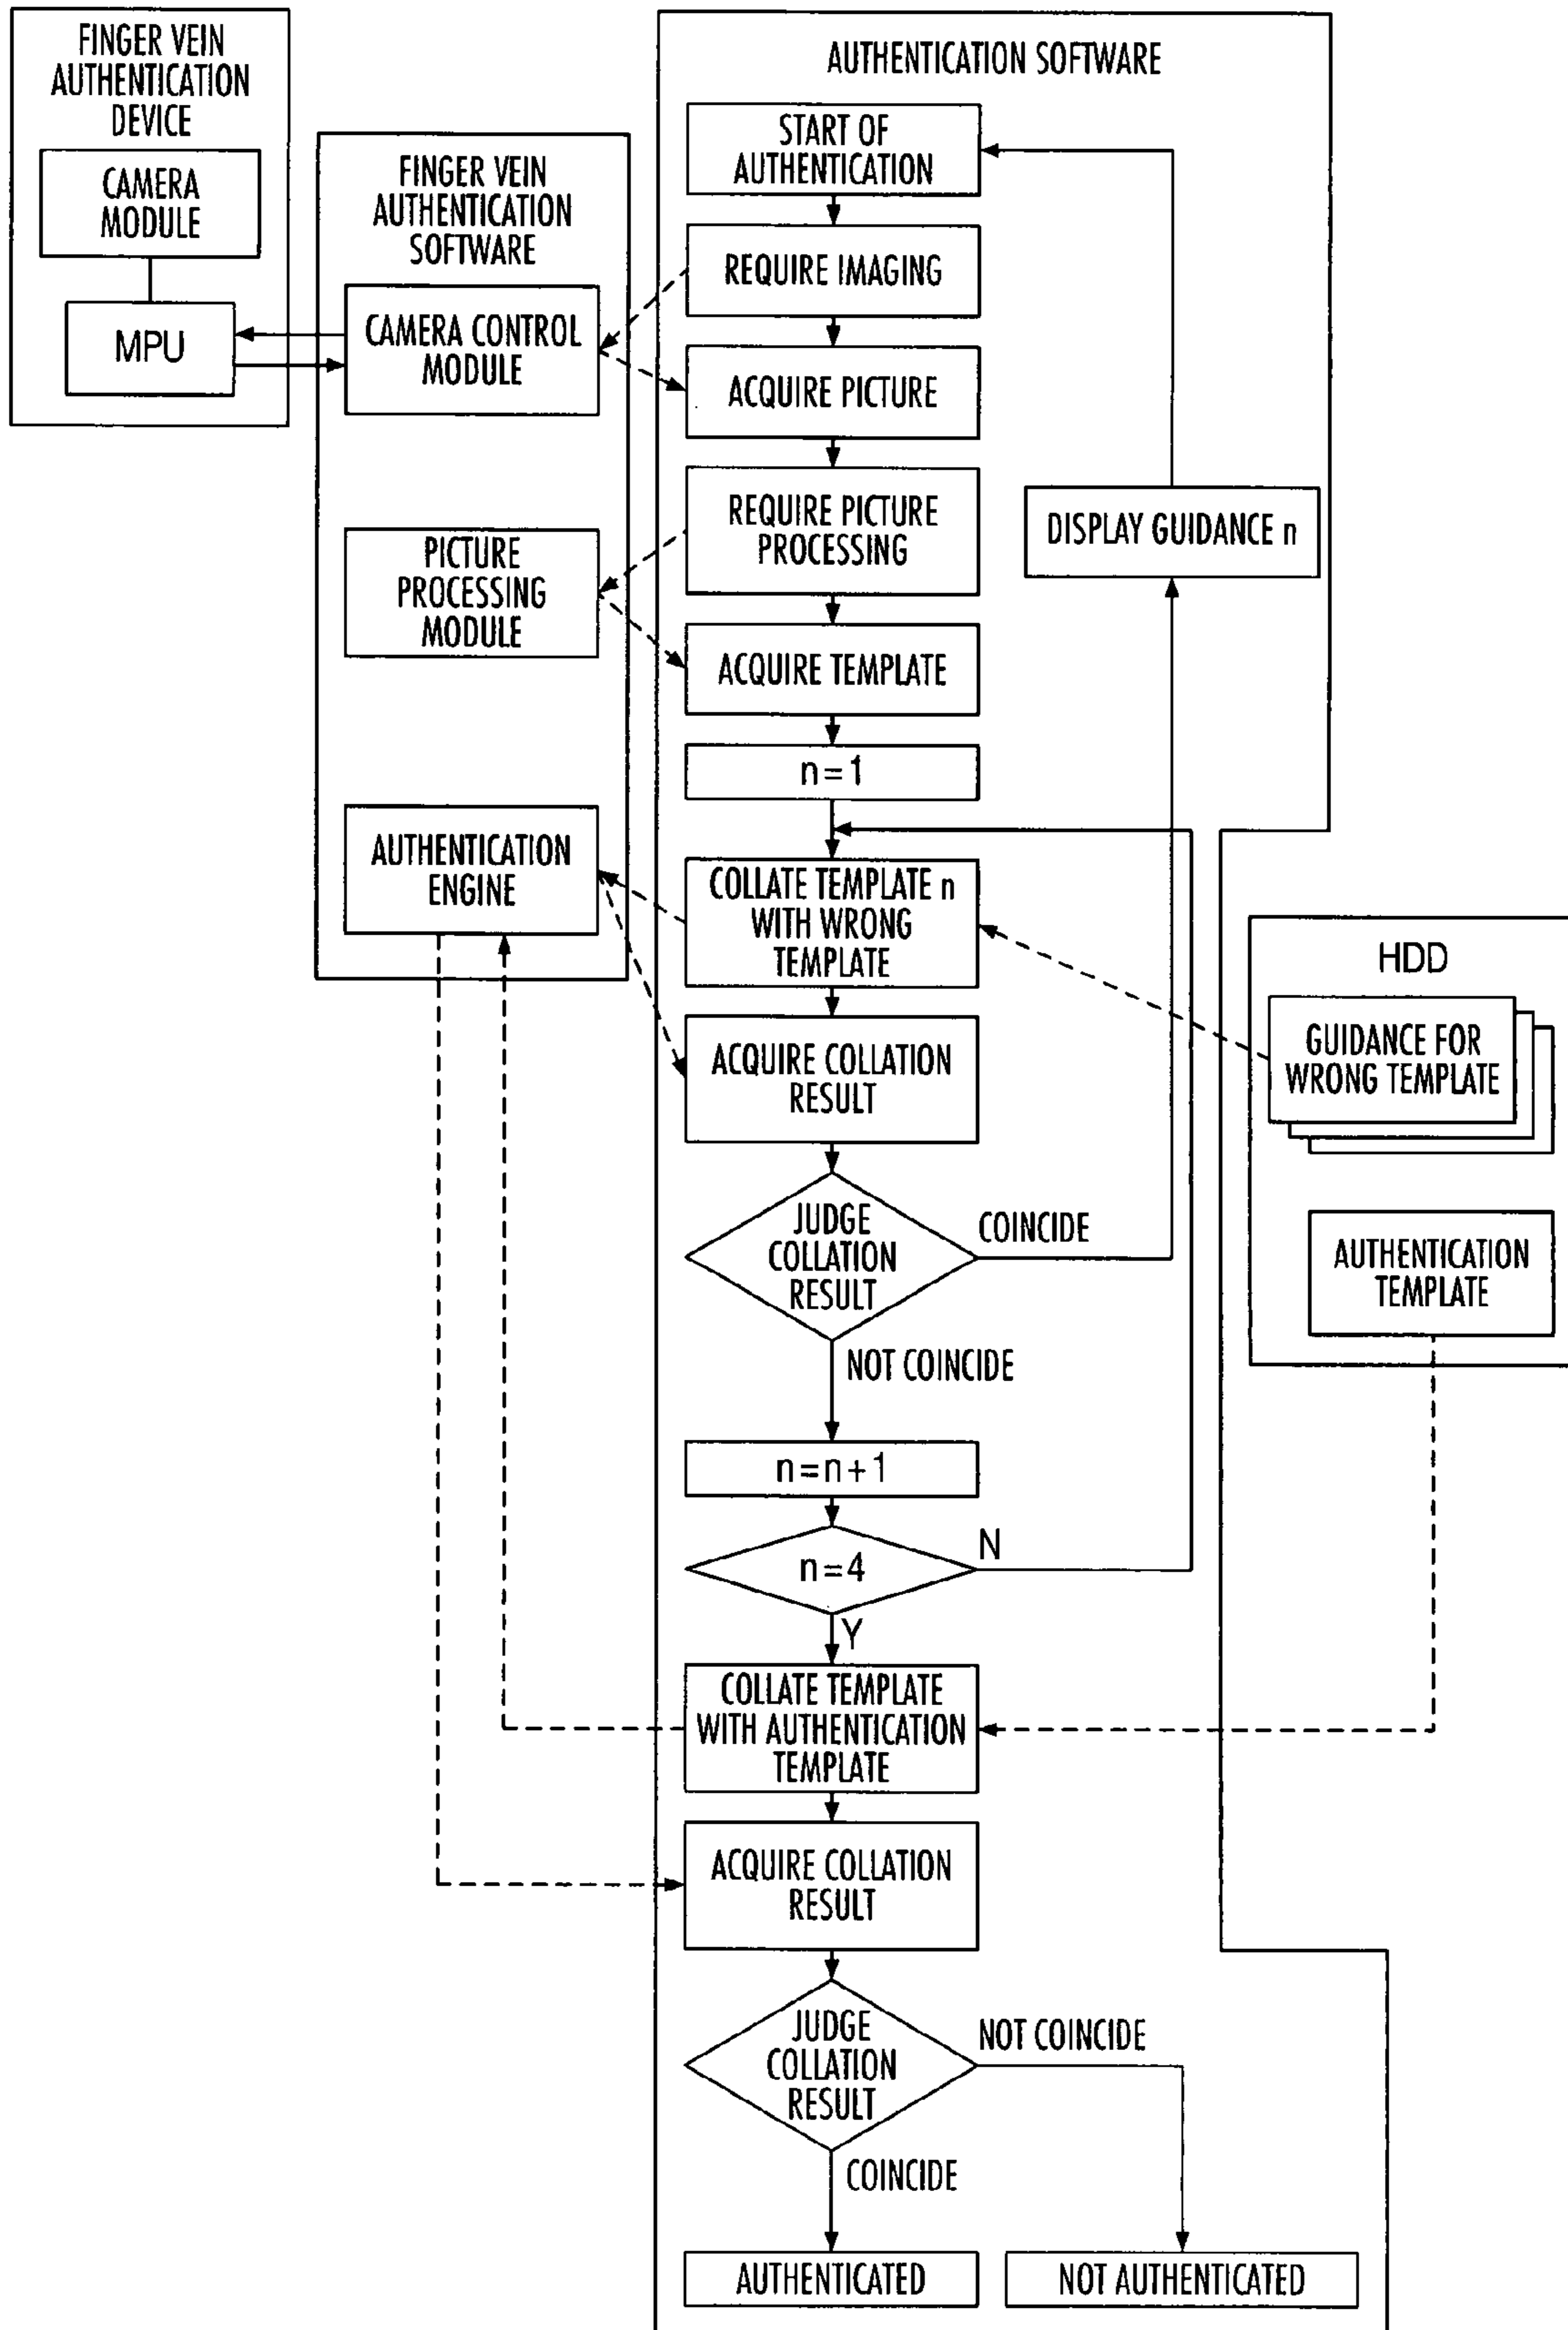 FINGER VEIN
AUTHENTICATION
DEVICE
CAMERA
MODULE
MPU
FINGER VEIN
AUTHENTICATION
SOFTWARE
CAMERA CONTROL
MODULE
PICTURE
PROCESSING
MODULE
AUTHENTICATION
ENGINE
AUTHENTICATION SOFTWARE
START OF
AUTHENTICATION
REQUIRE IMAGING
ACQUIRE PICTURE
REQUIRE PICTURE
PROCESSING
DISPLAY GUIDANCE n
ACQUIRE TEMPLATE
n=1
COLLATE TEMPLATE n
WITH WRONG
TEMPLATE
ACQUIRE COLLATION
RESULT
JUDGE
COLLATION
RESULT
COINCIDE
NOT COINCIDE
n=n+1
n=4
N
Y
COLLATE TEMPLATE
WITH AUTHENTICATION
TEMPLATE
ACQUIRE COLLATION
RESULT
JUDGE
COLLATION
RESULT
NOT COINCIDE
COINCIDE
AUTHENTICATED
NOT AUTHENTICATED
HDD
GUIDANCE FOR
WRONG TEMPLATE
AUTHENTICATION
TEMPLATE